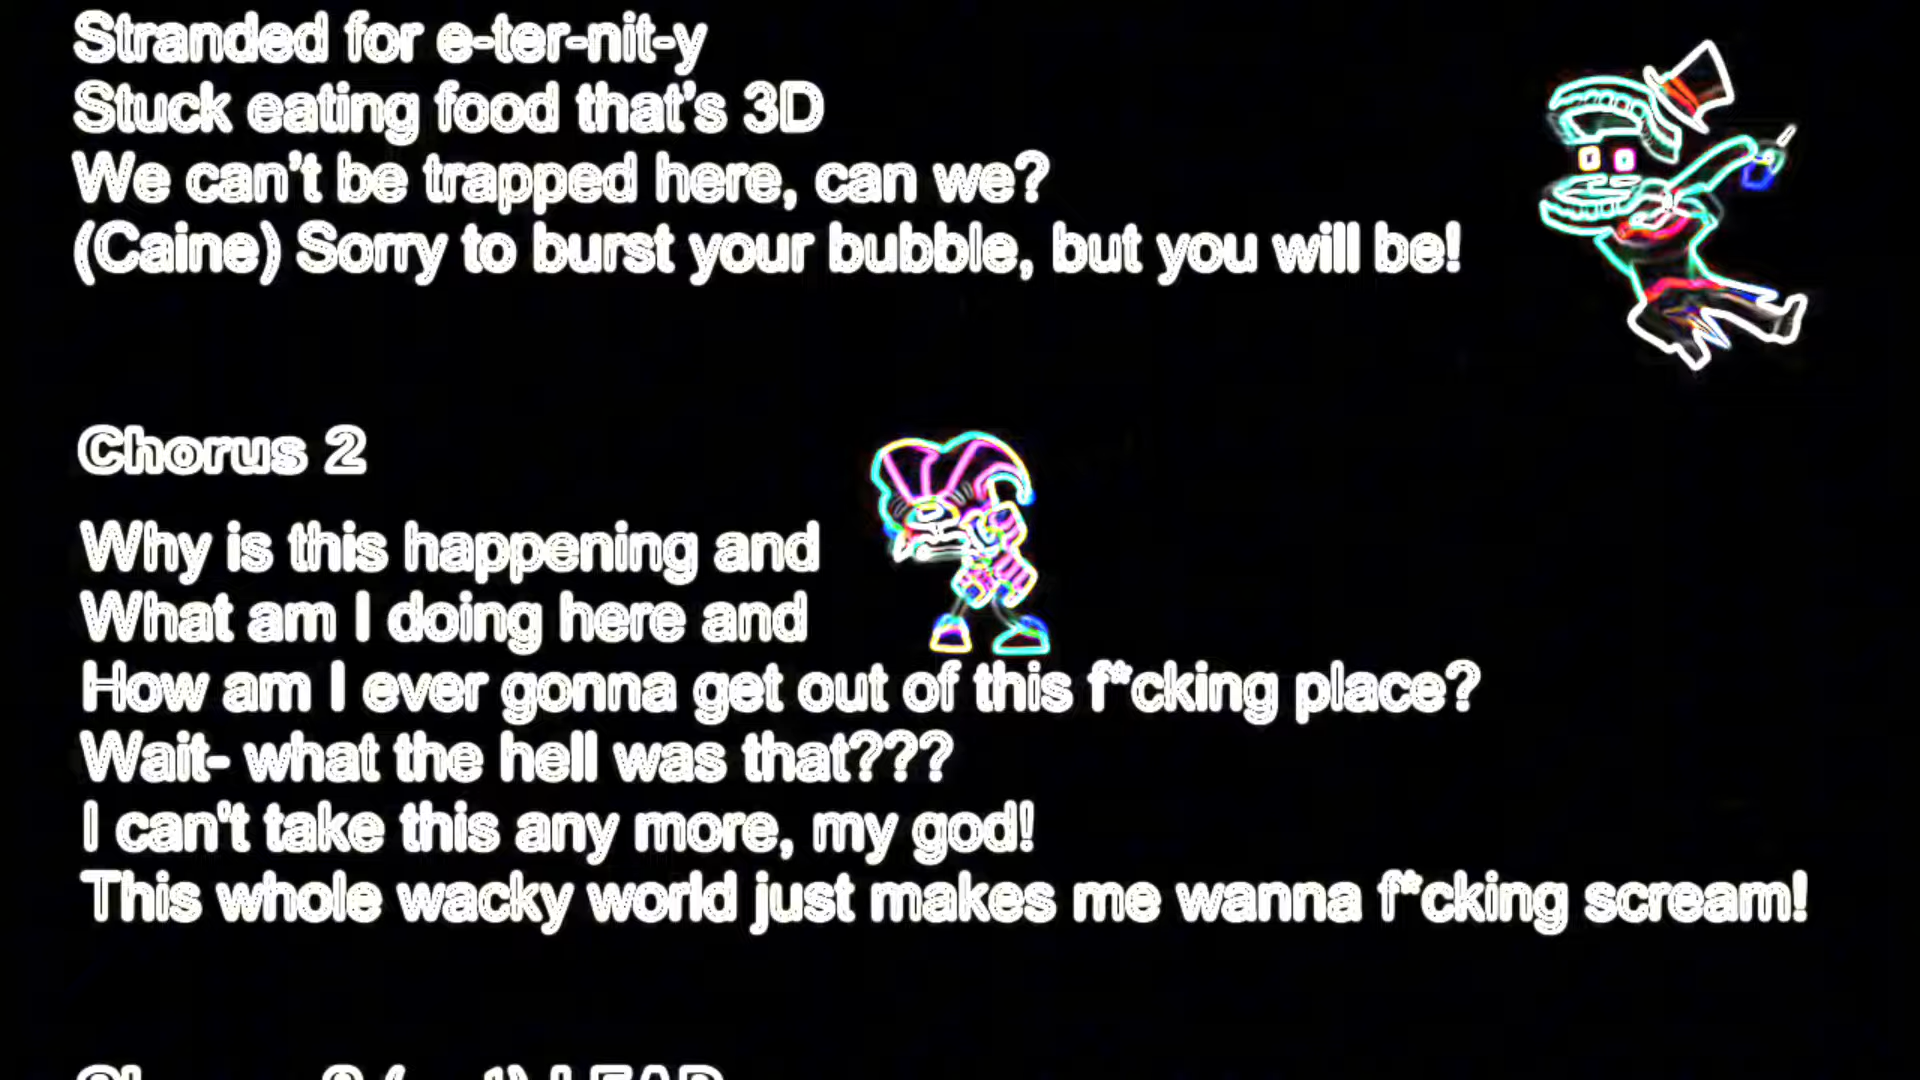 Stranded for e-ter-nit-y
Stuck eating food that's 3D
We can't be trapped here, can we?
(Caine) Sorry to burst your bubble, but you will be!
Chorus 2
Why is this happening and
What am I doing here and
How am I ever gonna get out of this f*cking place?
Wait- what the hell was that???
I can't take this any more, my god!
This whole wacky world just makes me wanna f*cking scream!
LEAD